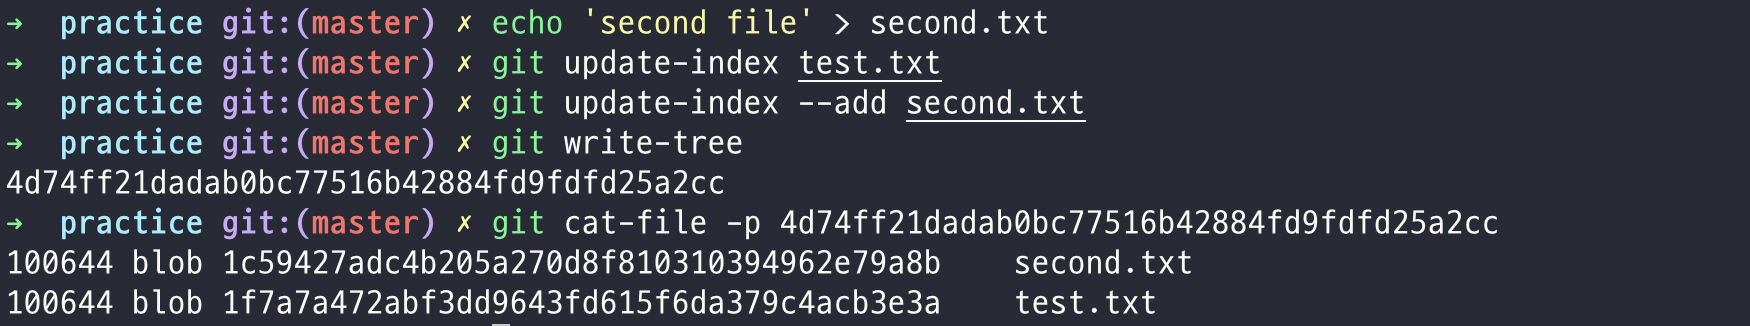 → practice git:(master) ✗ echo 'second file' > second.txt
→ practice git:(master) ✗ git update-index test.txt
→ practice git:(master) ✗ git update-index --add second.txt
→ practice git:(master) ✗ git write-tree
4d74ff21dadab0bc77516b42884fd9fdfd25a2cc
→ practice git:(master) ✗ git cat-file -p 4d74ff21dadab0bc77516b42884fd9fdfd25a2cc
100644 blob 1c59427adc4b205a270d8f810310394962e79a8b    second.txt
100644 blob 1f7a7a472abf3dd9643fd615f6da379c4acb3e3a    test.txt